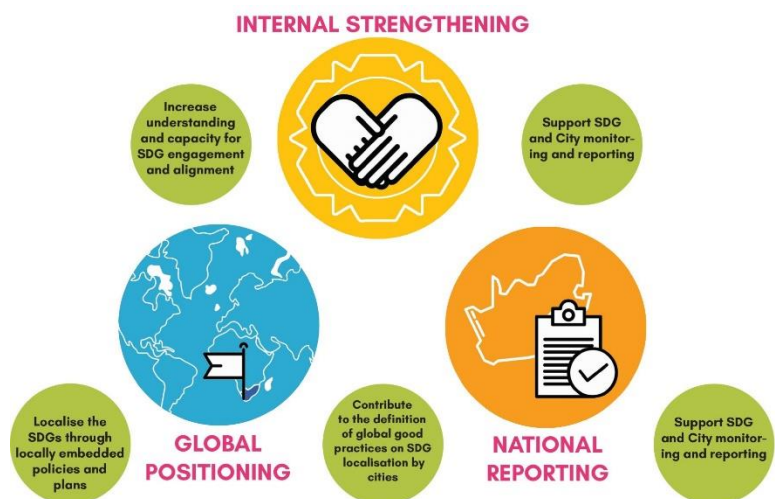 INTERNAL STRENGTHENING
Increase
understanding
and capacity for
SDG engagement
and alignment
Support SDG
and City monitor-
ing and reporting
Localise the
SDGs through
locally embedded
policies and
plans
GLOBAL
POSITIONING
Contribute
to the definition
of global good
practices on SDG
localisation by
cities
NATIONAL
REPORTING
Support SDG
and City monitor-
ing and reporting